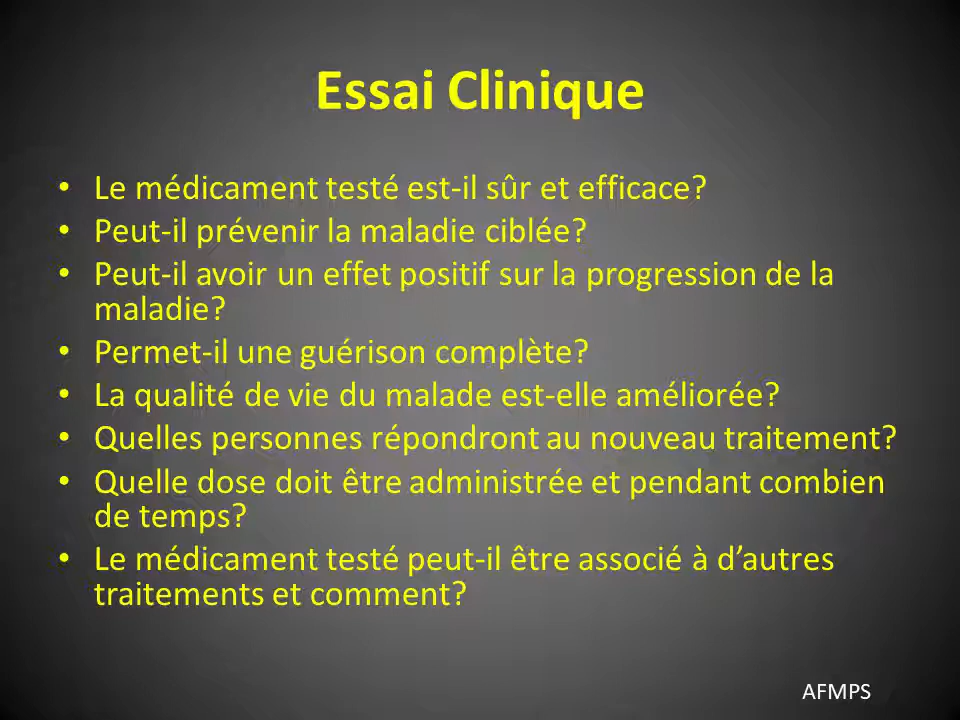 Essai Clinique
• Le médicament testé est-il sûr et efficace?
• Peut-il prévenir la maladie ciblée?
• Peut-il avoir un effet positif sur la progression de la
maladie?
• Permet-il une guérison complète?
• La qualité de vie du malade est-elle améliorée?
• Quelles personnes répondront au nouveau traitement?
• Quelle dose doit être administrée et pendant combien
de temps?
• Le médicament testé peut-il être associé à d’autres
traitements et comment?
AFMPS